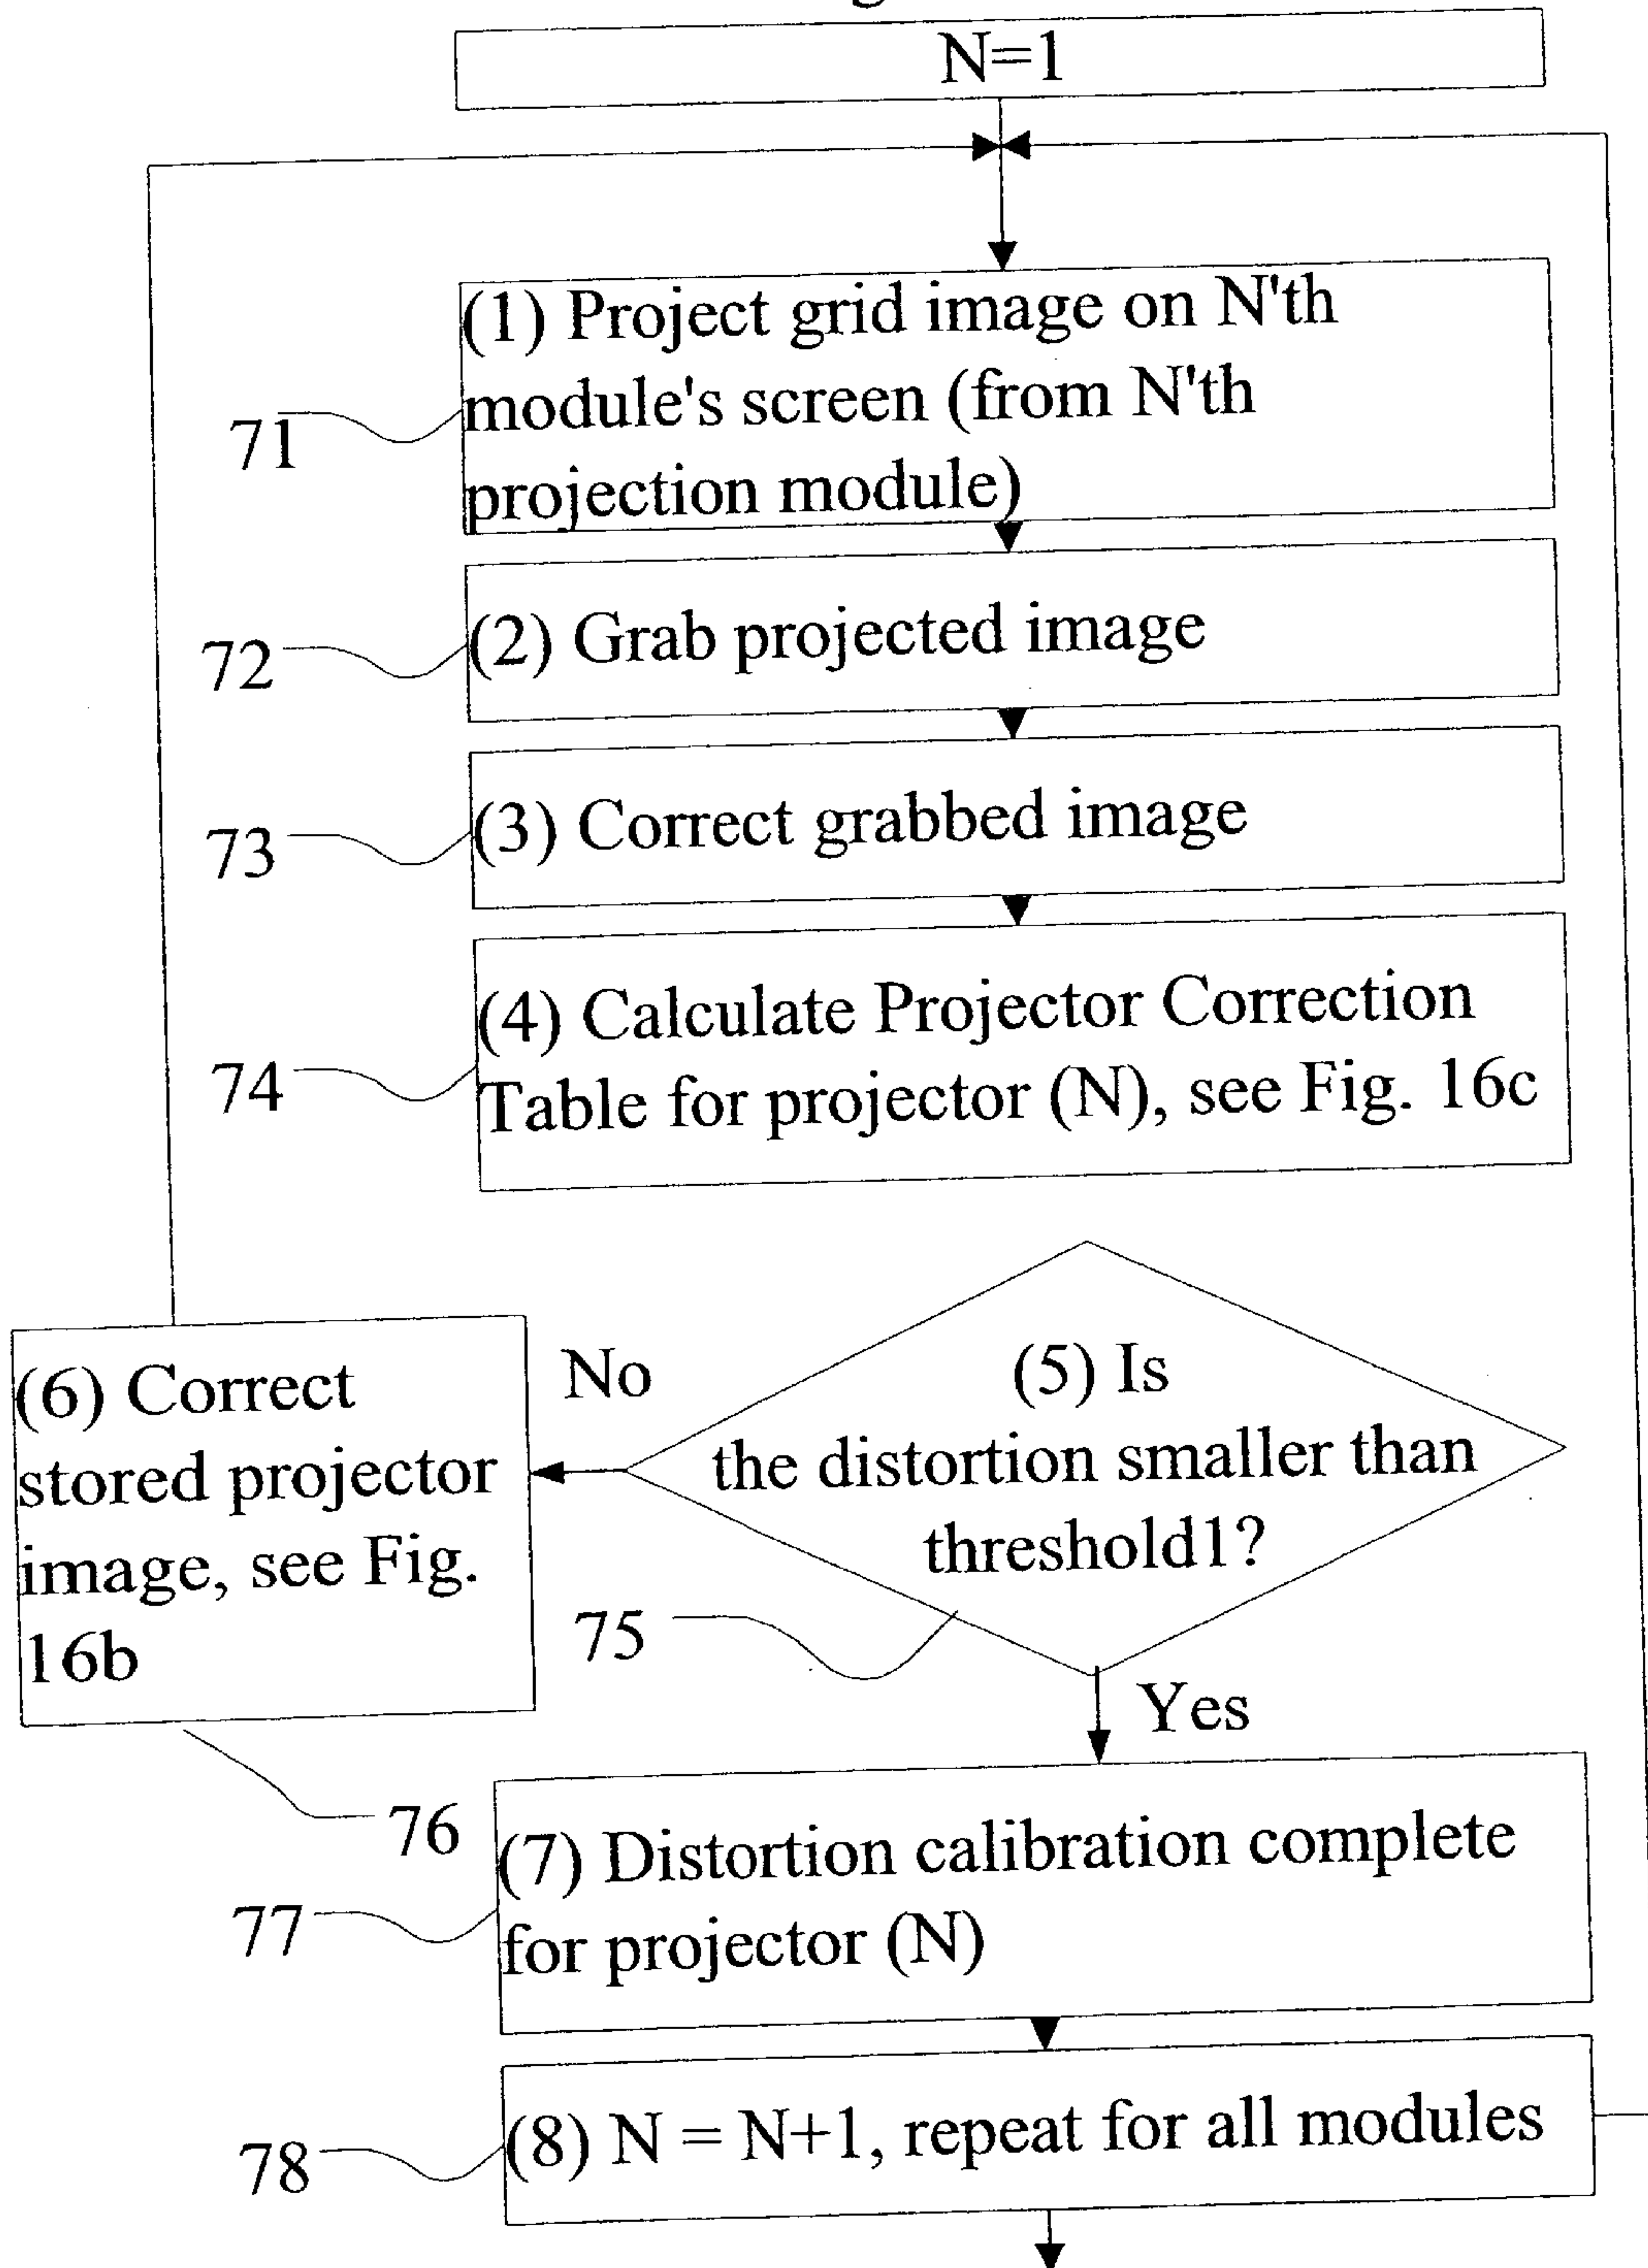 N=1
(1) Project grid image on N'th
module's screen (from N'th
projection module)
71
(2) Grab projected image
72
(3) Correct grabbed image
73
(4) Calculate Projector Correction
Table for projector (N), see Fig. 16c
74
(5) Is
the distortion smaller than
threshold1?
75
No
(6) Correct
stored projector
image, see Fig.
16b
76
Yes
(7) Distortion calibration complete
for projector (N)
77
(8) N = N+1, repeat for all modules
78